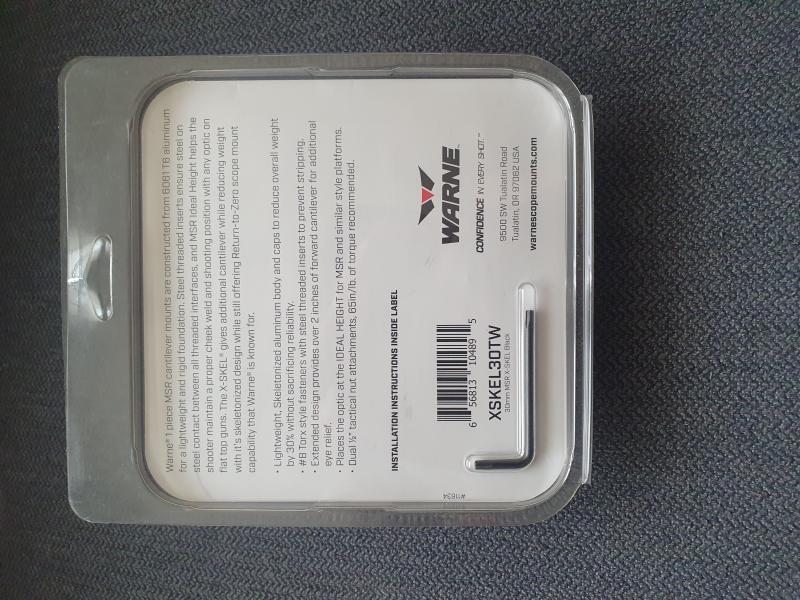 Warne® 1 piece MSR cantilever mounts are constructed from 6061 T6 aluminum
for a lightweight and rigid foundation. Steel threaded inserts ensure steel on
steel contact between all threaded interfaces, and MSR Ideal Height helps the
shooter maintain a proper cheek weld and shooting position with any optic on
flat top guns. The X-SKEL® gives additional cantilever while reducing weight
with it's skeletonized design while still offering Return-to-Zero scope mount
capability that Warne® is known for.
• Lightweight, Skeletonized aluminum body and caps to reduce overall weight
by 30% without sacrificing reliability.
• #8 Torx style fasteners with steel threaded inserts to prevent stripping.
• Extended design provides over 2 inches of forward cantilever for additional
eye relief.
• Places the optic at the IDEAL HEIGHT for MSR and similar style platforms.
• Dual ½" tactical nut attachments, 65in/lb. of torque recommended.
INSTALLATION INSTRUCTIONS INSIDE LABEL
WARNE
CONFIDENCE IN EVERY SHOT.™
9500 SW Tualatin Road
Tualatin, OR 97062 USA
warnescopemounts.com
6 56813 10489 5
XSKEL30TW
30mm MSR X-SKEL Black
#11834